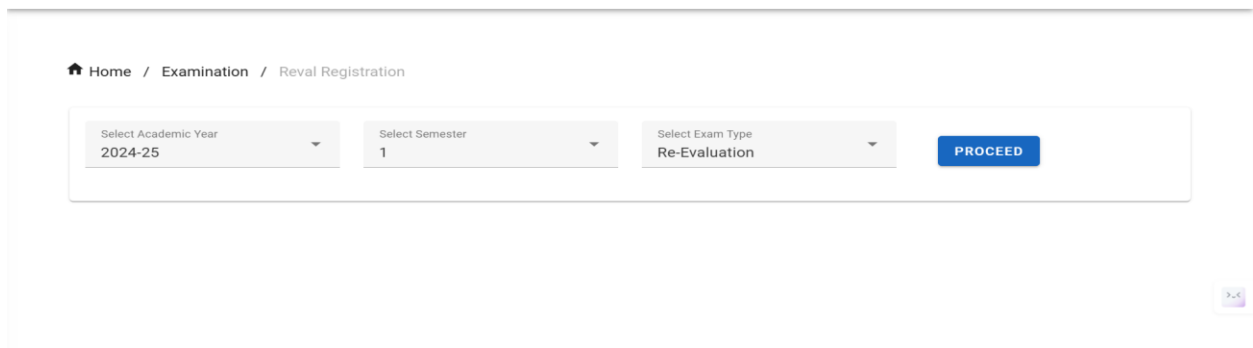 Home / Examination / Reval Registration
Select Academic Year
2024-25
Select Semester
1
Select Exam Type
Re-Evaluation
PROCEED
>_<